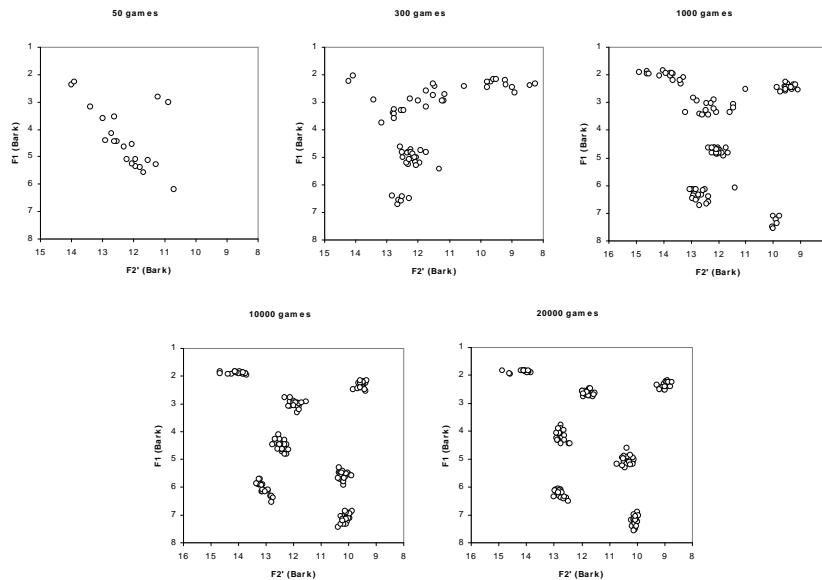 50 games
1
2
3
4
5
6
7
8
F1 (Bark)
15 14 13 12 11 10 9 8
F2' (Bark)
300 games
1
2
3
4
5
6
7
8
F1 (Bark)
15 14 13 12 11 10 9 8
F2' (Bark)
1000 games
1
2
3
4
5
6
7
8
F1 (Bark)
15 14 13 12 11 10 9
F2' (Bark)
10000 games
1
2
3
4
5
6
7
8
F1 (Bark)
16 15 14 13 12 11 10 9 8
F2' (Bark)
20000 games
1
2
3
4
5
6
7
8
F1 (Bark)
16 15 14 13 12 11 10 9 8
F2' (Bark)